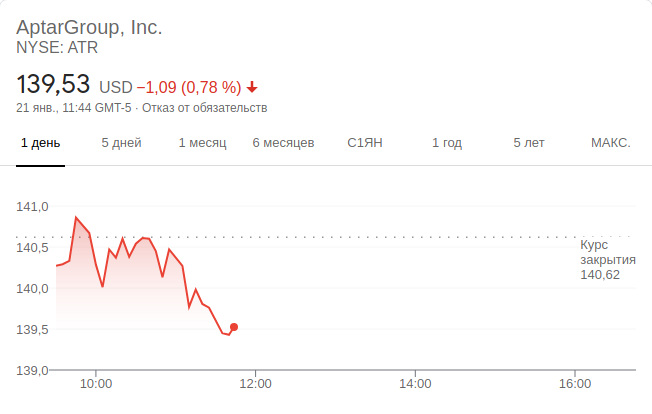 AptarGroup, Inc.
NYSE: ATR
139,53 USD −1,09 (0,78 %)
21 янв., 11:44 GMT-5 · Отказ от обязательств
1 день 5 дней 1 месяц 6 месяцев С1ЯН 1 год 5 лет МАКС.
141,0
140,5
Курс
закрытия
140,62
140,0
139,5
139,0
10:00 12:00 14:00 16:00